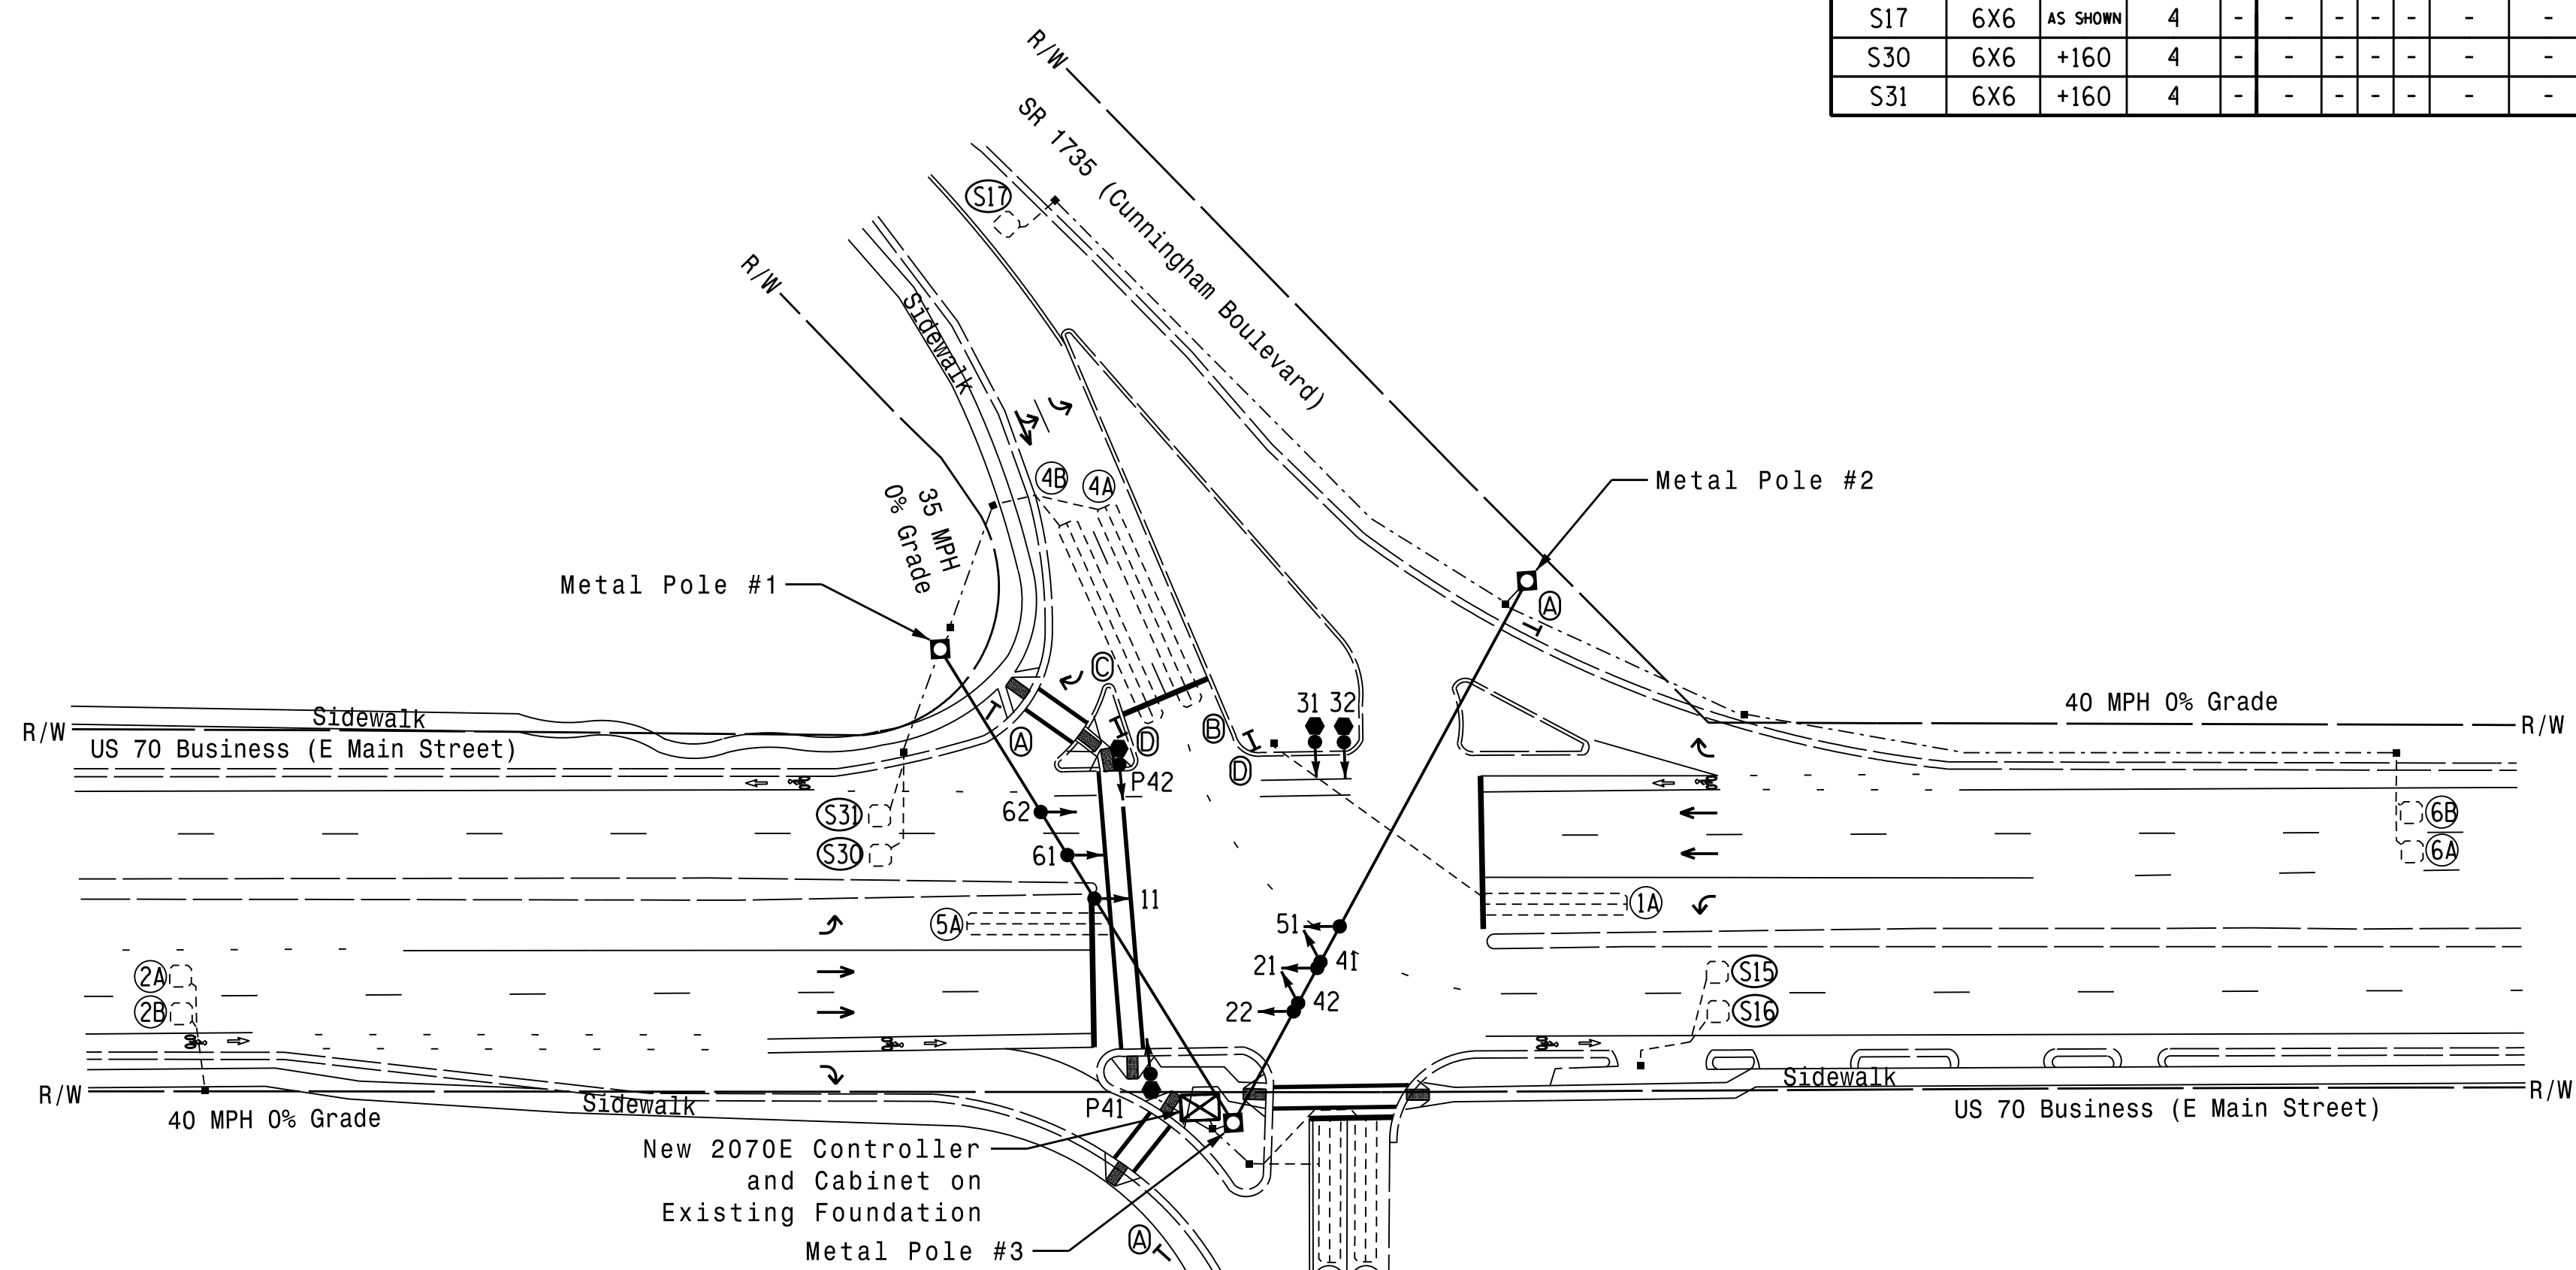 S17 6X6 AS SHOWN 4 - - - - - - -
S30 6X6 +160 4 - - - - - - -
S31 6X6 +160 4 - - - - - - -
R/W
SR 1735 (Cunningham Boulevard)
S17
R/W
Sidewalk
4B
4A
35 MPH
0% Grade
Metal Pole #2
Metal Pole #1
A
C
31 32
40 MPH 0% Grade
R/W
Sidewalk
R/W
US 70 Business (E Main Street)
A
D
B
D
P42
S31
62
6B
S30
61
6A
11
1A
5A
51
41
21
2A
S15
2B
42
22
S16
R/W
Sidewalk
P41
Sidewalk
R/W
40 MPH 0% Grade
US 70 Business (E Main Street)
New 2070E Controller
and Cabinet on
Existing Foundation
A
Metal Pole #3